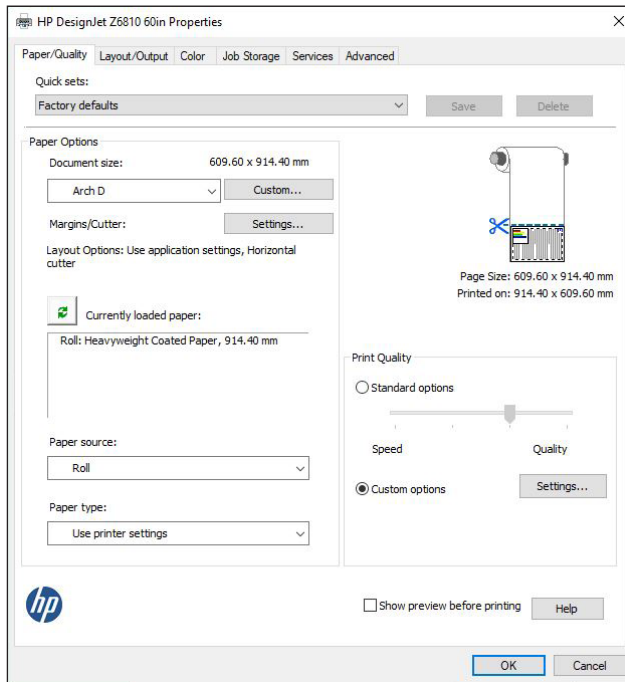 HP DesignJet Z6810 60in Properties
Paper/Quality Layout/Output Color Job Storage Services Advanced
Quick sets:
Factory defaults
Save Delete
Paper Options
Document size: 609.60 x 914.40 mm
Arch D
Custom...
Margins/Cutter:
Settings...
Layout Options: Use application settings, Horizontal
cutter
Currently loaded paper:
Roll: Heavyweight Coated Paper, 914.40 mm
Paper source:
Roll
Paper type:
Use printer settings
Page Size: 609.60 x 914.40 mm
Printed on: 914.40 x 609.60 mm
Print Quality
Standard options
Speed Quality
Custom options
Settings...
hp
Show preview before printing
Help
OK Cancel